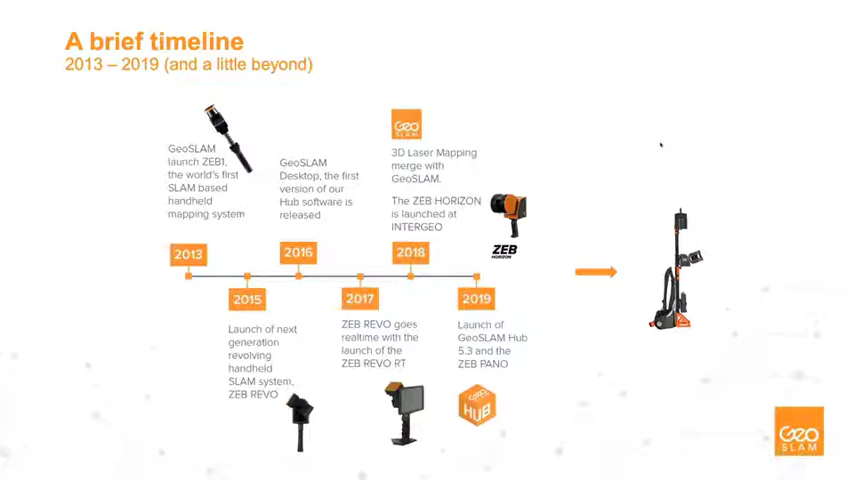 A brief timeline
2013 – 2019 (and a little beyond)
GeoSLAM
launch ZEB1,
the world's first
SLAM based
handheld
mapping system
GeoSLAM
Desktop, the first
version of our
Hub software is
released
Geo
SLAM
3D Laser Mapping
merge with
GeoSLAM.
The ZEB HORIZON
is launched at
INTERGEO
ZEB
HORIZON
2013
2016
2018
2015
2017
2019
Launch of next
generation
revolving
handheld
SLAM system,
ZEB REVO
ZEB REVO goes
realtime with the
launch of the
ZEB REVO RT
Launch of
GeoSLAM Hub
5.3 and the
ZEB PANO
HUB
Geo
SLAM